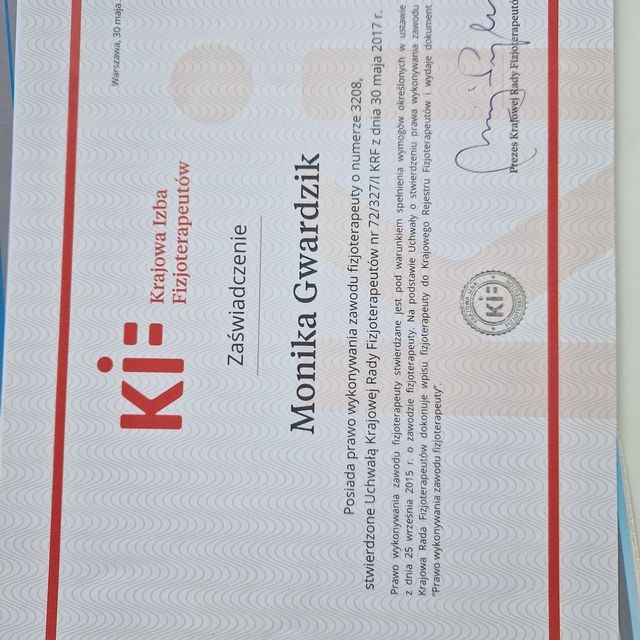 Warszawa, 30 maja
Ki=
Krajowa Izba
Fizjoterapeutów
Zaświadczenie
Monika Gwardzik
Posiada prawo wykonywania zawodu fizjoterapeuty o numerze 3208,
stwierdzone Uchwałą Krajowej Rady Fizjoterapeutów nr 72/327/I KRF z dnia 30 maja 2017 r.
Prawo wykonywania zawodu fizjoterapeuty stwierdzane jest pod warunkiem spełnienia wymogów określonych w ustawie
z dnia 25 września 2015 r. o zawodzie fizjoterapeuty. Na podstawie Uchwały o stwierdzeniu prawa wykonywania zawodu
Krajowa Rada Fizjoterapeutów dokonuje wpisu fizjoterapeuty do Krajowego Rejestru Fizjoterapeutów i wydaje dokument
"Prawo wykonywania zawodu fizjoterapeuty".
Ki=
Prezes Krajowej Rady Fizjoterapeutó